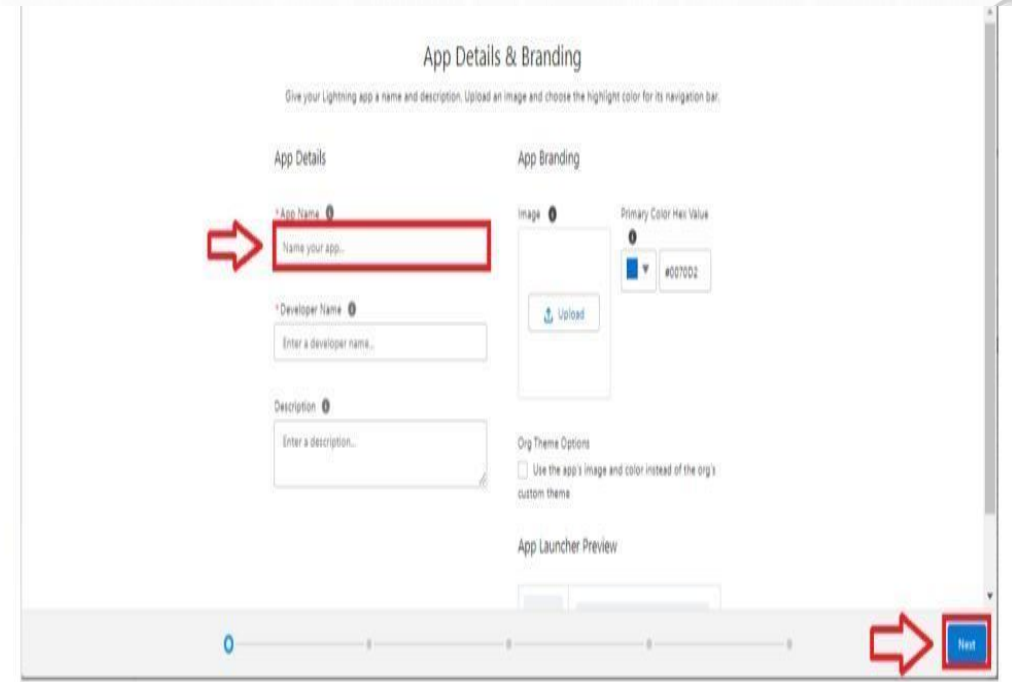 App Details & Branding
Give your Lightning app a name and description. Upload an image and choose the highlight color for its navigation bar.
App Details
* App Name
Name your app...
* Developer Name
Enter a developer name...
Description
Enter a description...
App Branding
Image
Upload
Primary Color Hex Value
#0070D2
Org Theme Options
Use the app's image and color instead of the org's
custom theme
App Launcher Preview
Next